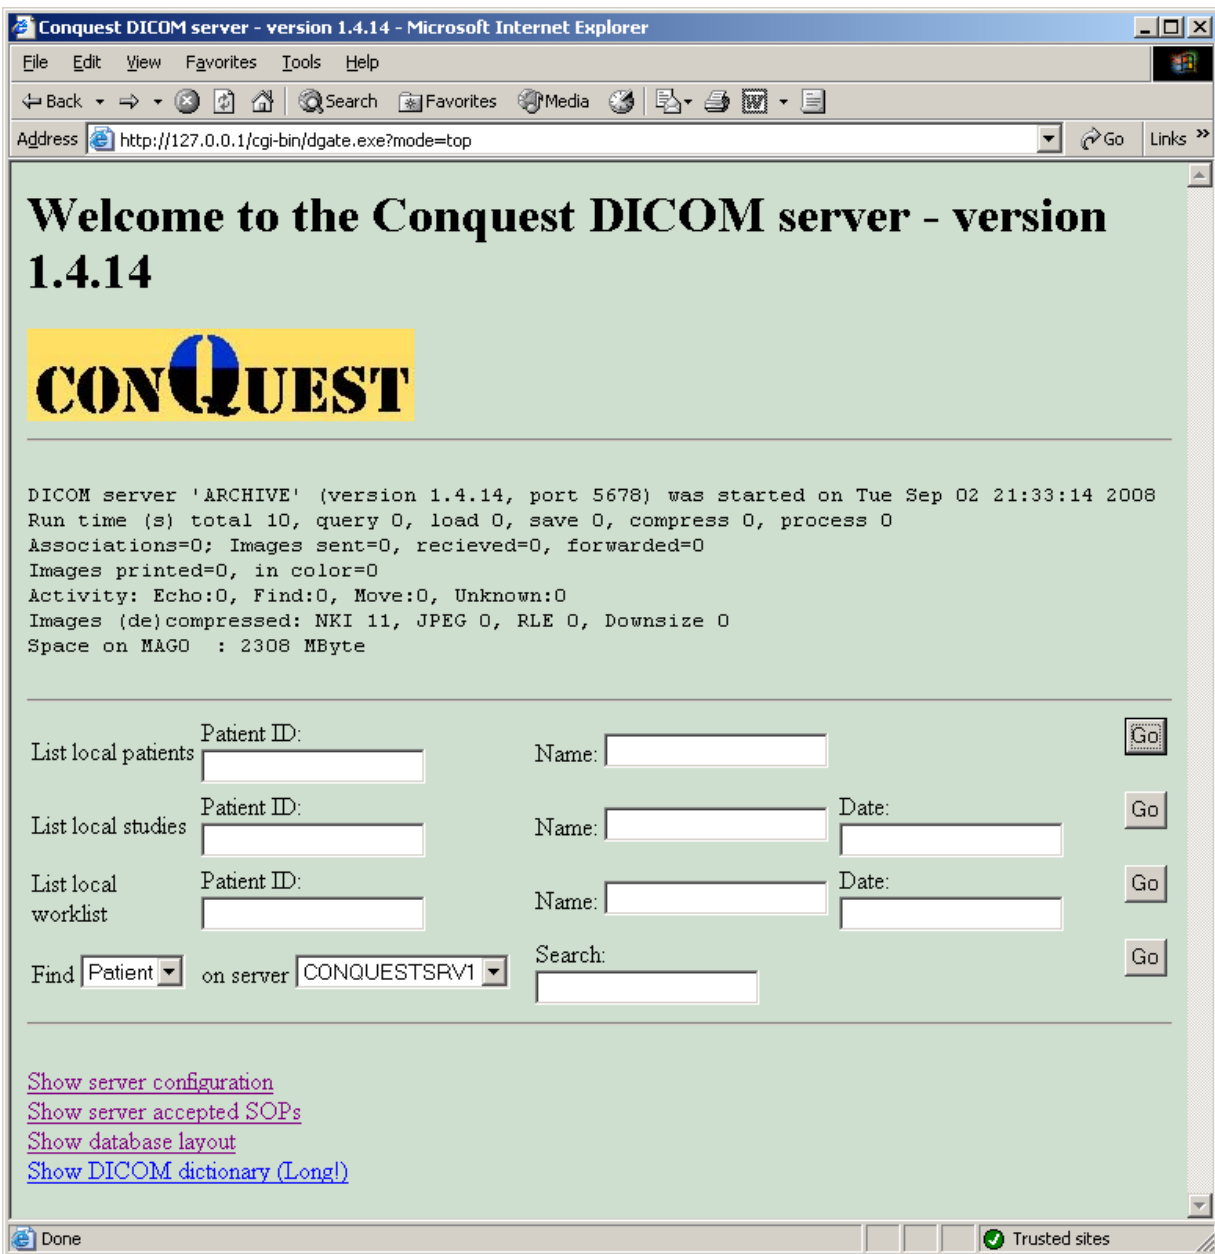 Conquest DICOM server - version 1.4.14 - Microsoft Internet Explorer
File Edit View Favorites Tools Help
Back Search Favorites Media
Address http://127.0.0.1/cgi-bin/dgate.exe?mode=top Go Links »
Welcome to the Conquest DICOM server - version
1.4.14
CONQUEST
DICOM server 'ARCHIVE' (version 1.4.14, port 5678) was started on Tue Sep 02 21:33:14 2008
Run time (s) total 10, query 0, load 0, save 0, compress 0, process 0
Associations=0; Images sent=0, recieved=0, forwarded=0
Images printed=0, in color=0
Activity: Echo:0, Find:0, Move:0, Unknown:0
Images (de)compressed: NKI 11, JPEG 0, RLE 0, Downsize 0
Space on MAG0  : 2308 MByte
List local patients Patient ID: Name: Go
List local studies Patient ID: Name: Date: Go
List local worklist Patient ID: Name: Date: Go
Find Patient on server CONQUESTSRV1 Search: Go
Show server configuration
Show server accepted SOPs
Show database layout
Show DICOM dictionary (Long!)
Done Trusted sites